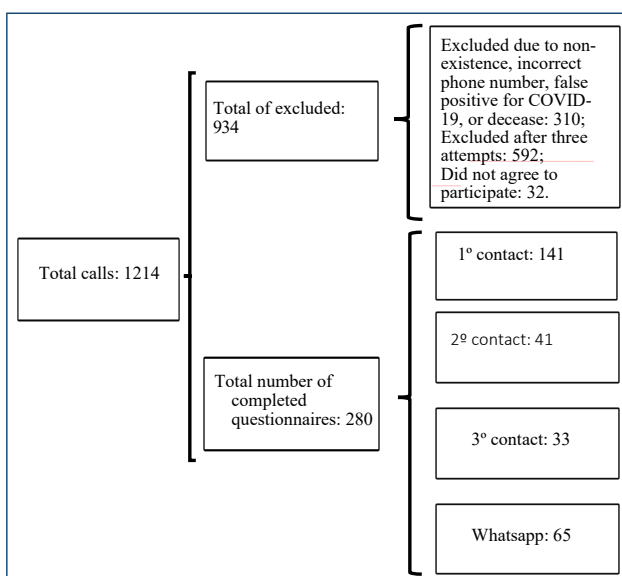 Total calls: 1214
Total of excluded:
934
Excluded due to non-
existence, incorrect
phone number, false
positive for COVID-
19, or decease: 310;
Excluded after three
attempts: 592;
Did not agree to
participate: 32.
Total number of
completed
questionnaires: 280
1º contact: 141
2º contact: 41
3º contact: 33
Whatsapp: 65